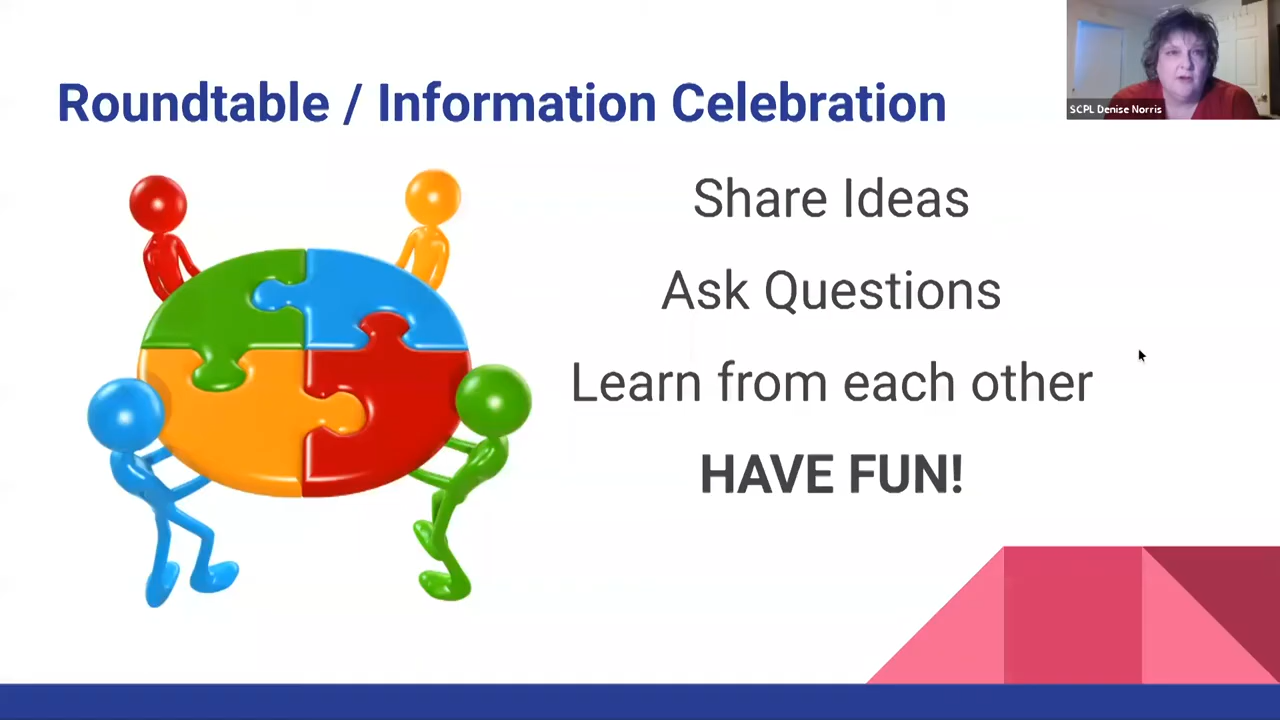 Roundtable / Information Celebration
SCPL Denise Norris
Share Ideas
Ask Questions
Learn from each other
HAVE FUN!